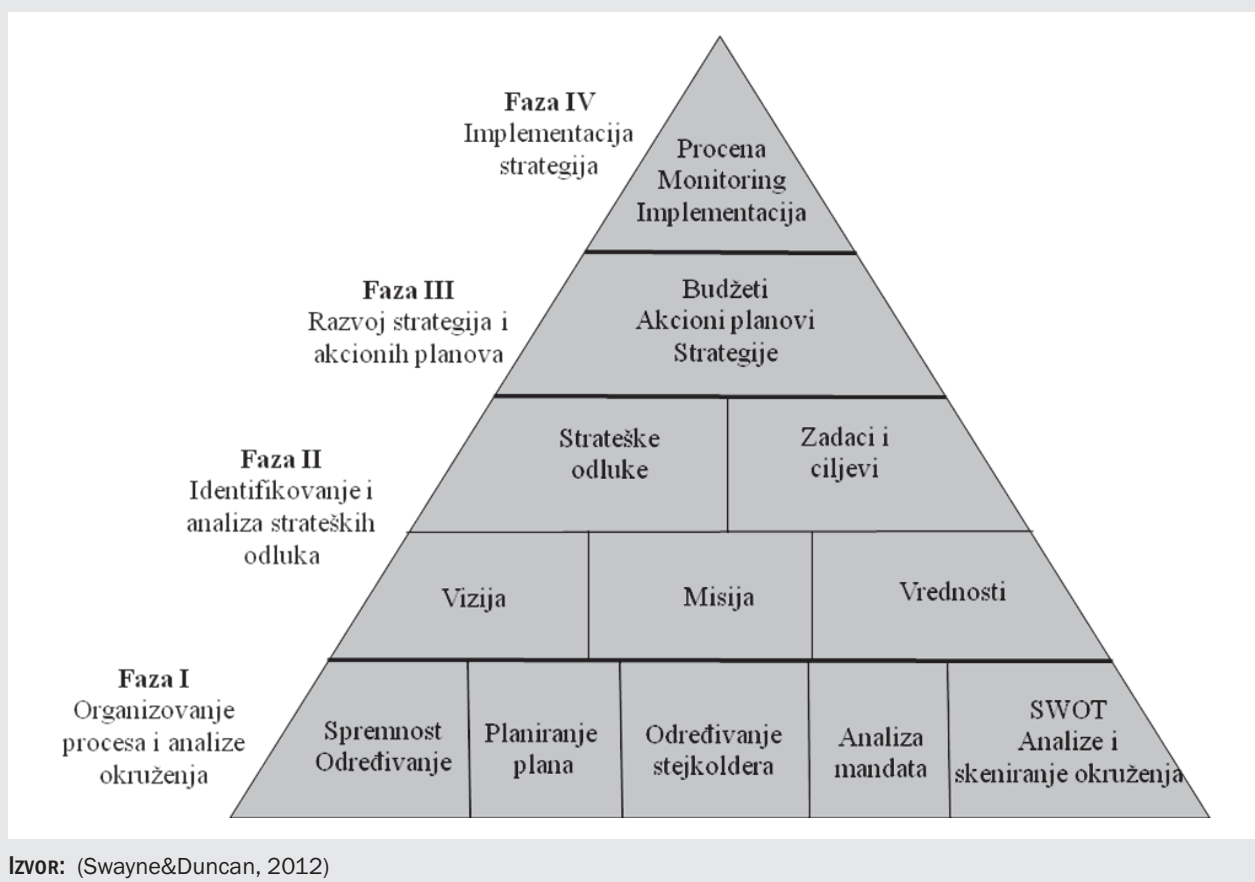 Faza IV
Implementacija
strategija
Procena
Monitoring
Implementacija
Faza III
Razvoj strategija i
akcionih planova
Budžeti
Akcioni planovi
Strategije
Faza II
Identifikovanje i
analiza strateških
odluka
Strateške
odluke
Zadaci i
ciljevi
Vizija
Misija
Vrednosti
Faza I
Organizovanje
procesa i analize
okruženja
Spremnost
Određivanje
Planiranje
plana
Određivanje
stejkoldera
Analiza
mandata
SWOT
Analize i
skeniranje okruženja
IZVOR: (Swayne&Duncan, 2012)